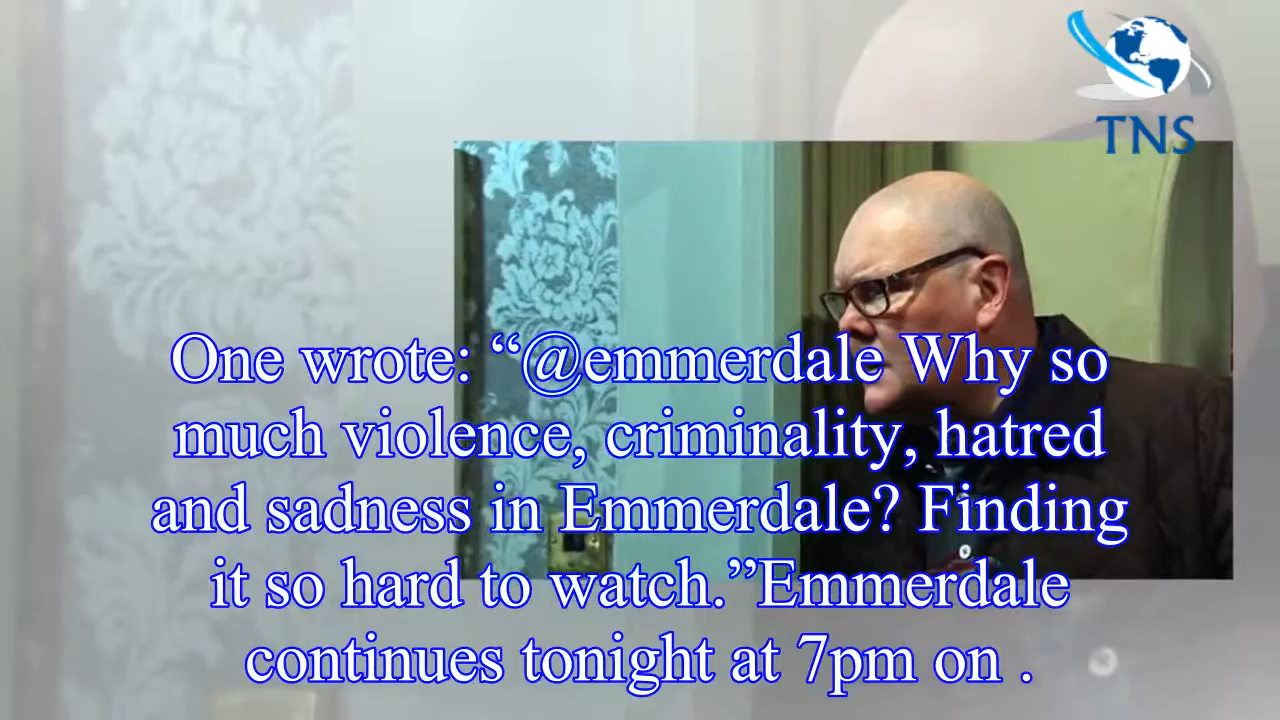 TNS
One wrote: “@emmerdale Why so
much violence, criminality, hatred
and sadness in Emmerdale? Finding
it so hard to watch.”Emmerdale
continues tonight at 7pm on .